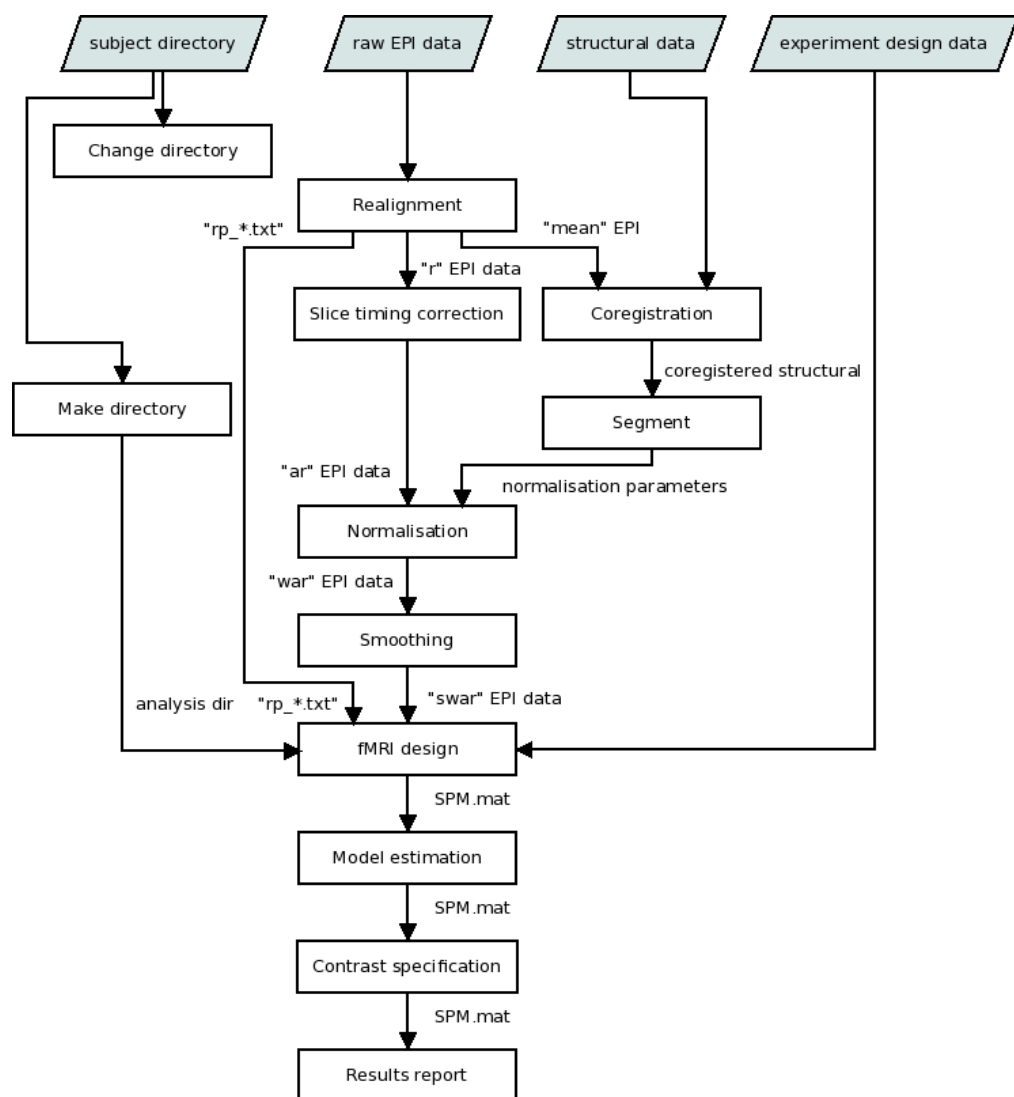 subject directory
raw EPI data
structural data
experiment design data
Change directory
Realignment
"rp_*.txt"
"mean" EPI
"r" EPI data
Slice timing correction
Coregistration
coregistered structural
Make directory
Segment
"ar" EPI data
normalisation parameters
Normalisation
"war" EPI data
Smoothing
analysis dir
"rp_*.txt"
"swar" EPI data
fMRI design
SPM.mat
Model estimation
SPM.mat
Contrast specification
SPM.mat
Results report